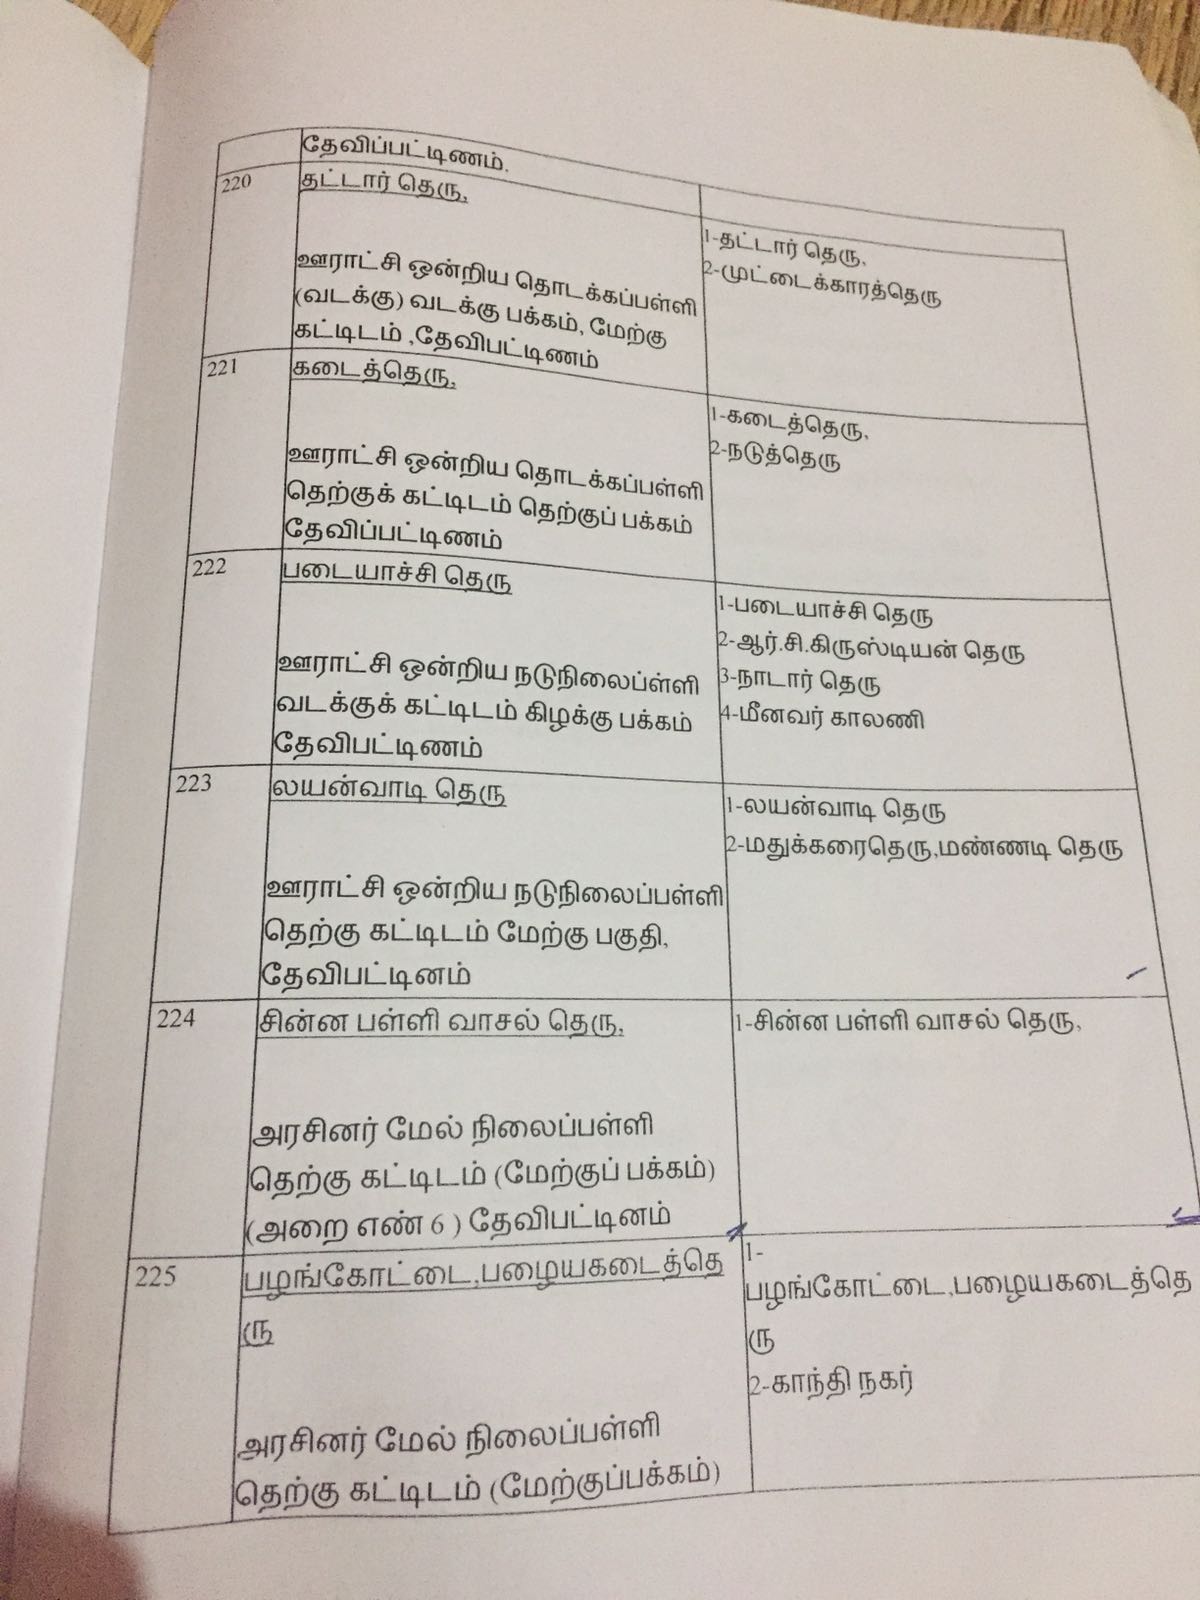 தேவிப்பட்டிணம்.
220
தட்டார் தெரு,
ஊராட்சி ஒன்றிய தொடக்கப்பள்ளி
(வடக்கு) வடக்கு பக்கம், மேற்கு
கட்டிடம் ,தேவிபட்டிணம்
1-தட்டார் தெரு,
2-முட்டைக்காரத்தெரு
221
கடைத்தெரு,
ஊராட்சி ஒன்றிய தொடக்கப்பள்ளி
தெற்குக் கட்டிடம் தெற்குப் பக்கம்
தேவிப்பட்டிணம்
1-கடைத்தெரு,
2-நடுத்தெரு
222
படையாச்சி தெரு
ஊராட்சி ஒன்றிய நடுநிலைப்ள்ளி
வடக்குக் கட்டிடம் கிழக்கு பக்கம்
தேவிபட்டிணம்
1-படையாச்சி தெரு
2-ஆர்.சி.கிருஸ்டியன் தெரு
3-நாடார் தெரு
4-மீனவர் காலணி
223
லயன்வாடி தெரு
ஊராட்சி ஒன்றிய நடுநிலைப்பள்ளி
தெற்கு கட்டிடம் மேற்கு பகுதி,
தேவிபட்டினம்
1-லயன்வாடி தெரு
2-மதுக்கரைதெரு,மண்ணடி தெரு
224
சின்ன பள்ளி வாசல் தெரு,
அரசினர் மேல் நிலைப்பள்ளி
தெற்கு கட்டிடம் (மேற்குப் பக்கம்)
(அறை எண் 6 ) தேவிபட்டினம்
1-சின்ன பள்ளி வாசல் தெரு,
225
பழங்கோட்டை,பழையகடைத்தெ
ரு
அரசினர் மேல் நிலைப்பள்ளி
தெற்கு கட்டிடம் (மேற்குப்பக்கம்)
1-
பழங்கோட்டை,பழையகடைத்தெ
ரு
2-காந்தி நகர்